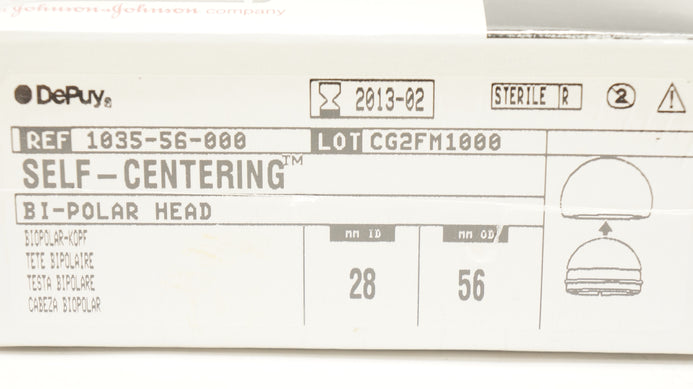 Johnson & Johnson company
DePuy
2013-02
STERILE R
2
REF 1035-56-000
LOT CG2FM1000
SELF-CENTERING™
BI-POLAR HEAD
BIOPOLAR-KOPF
TETE BIPOLAIRE
TESTA BIPOLARE
CABEZA BIOPOLAR
MM ID
28
MM OD
56